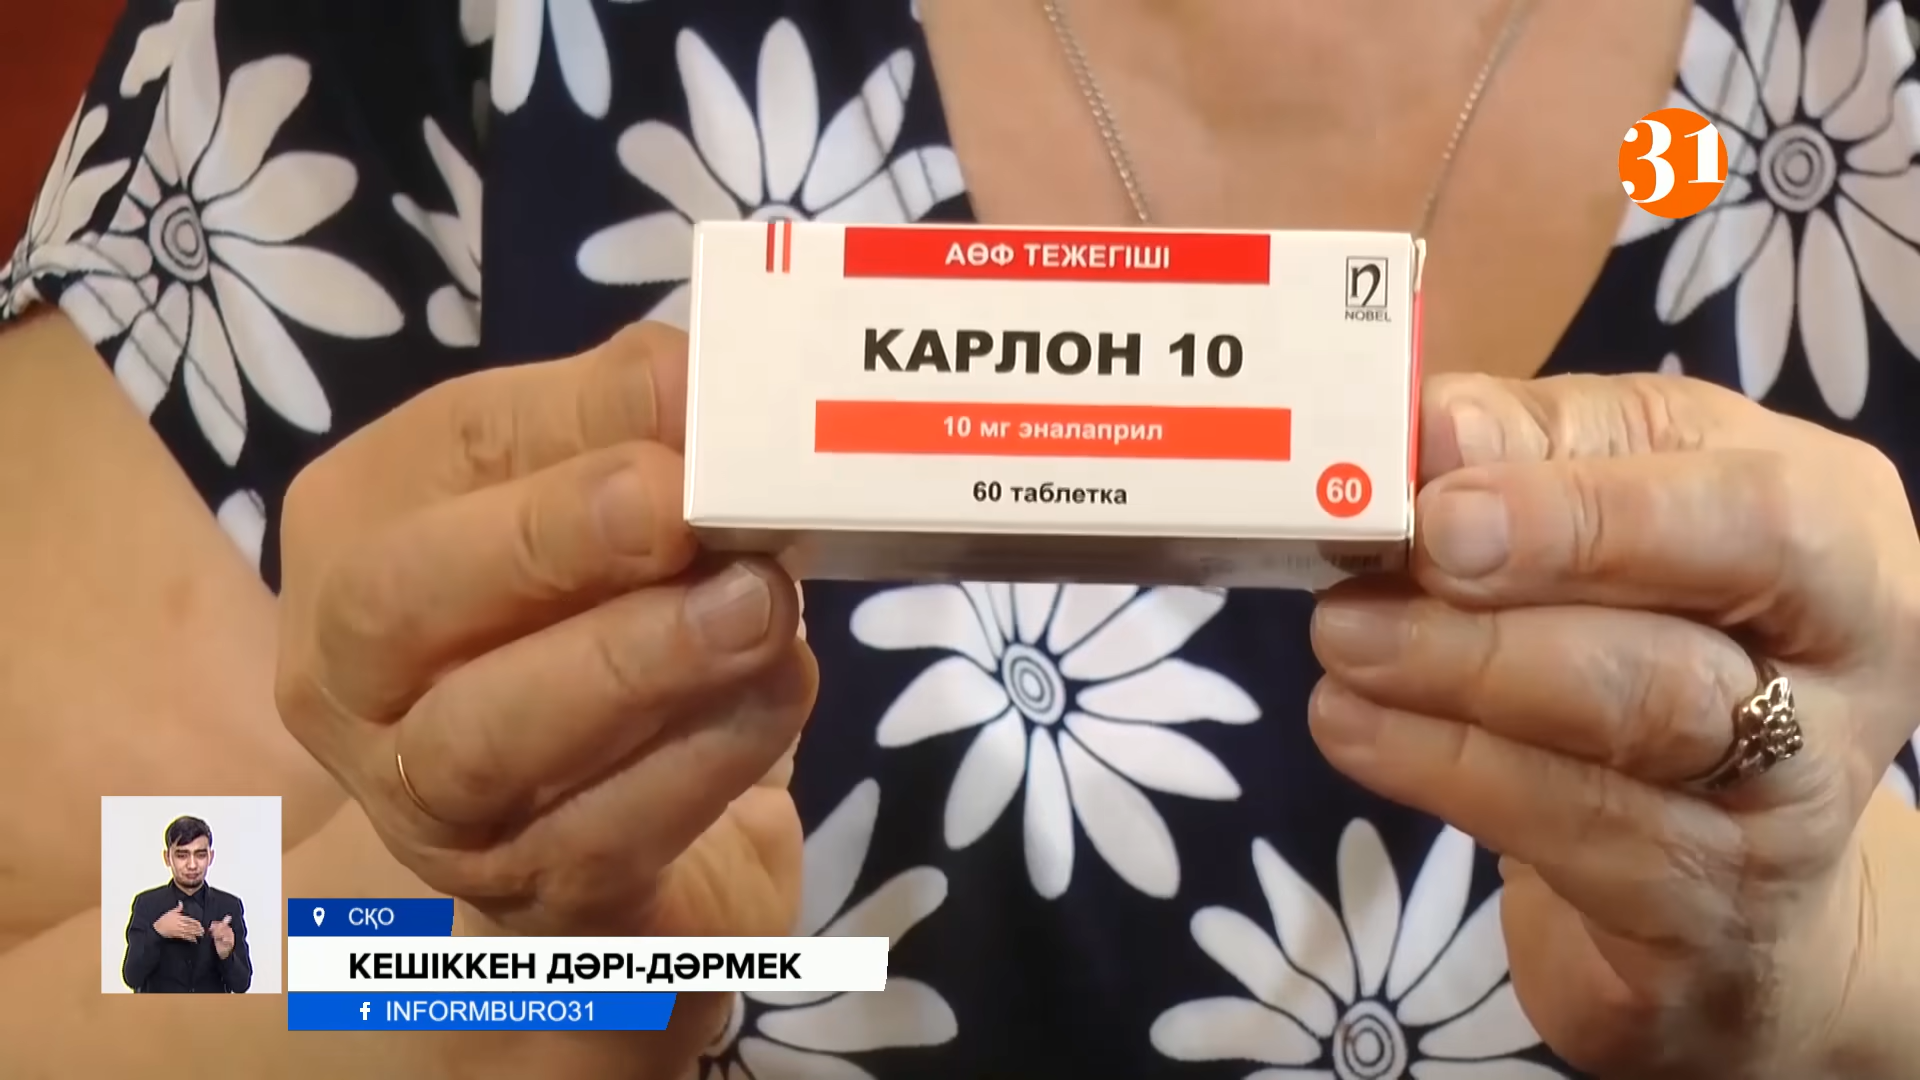 31
АӨФ ТЕЖЕГІШІ
NOBEL
КАРЛОН 10
10 мг эналаприл
60 таблетка
60
СҚО
КЕШІККЕН ДӘРІ-ДӘРМЕК
INFORMBURO31